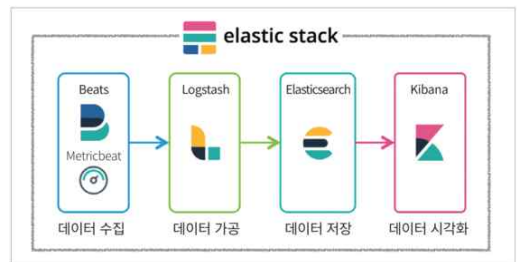 elastic stack
Beats
Metricbeat
데이터 수집
Logstash
데이터 가공
Elasticsearch
데이터 저장
Kibana
데이터 시각화